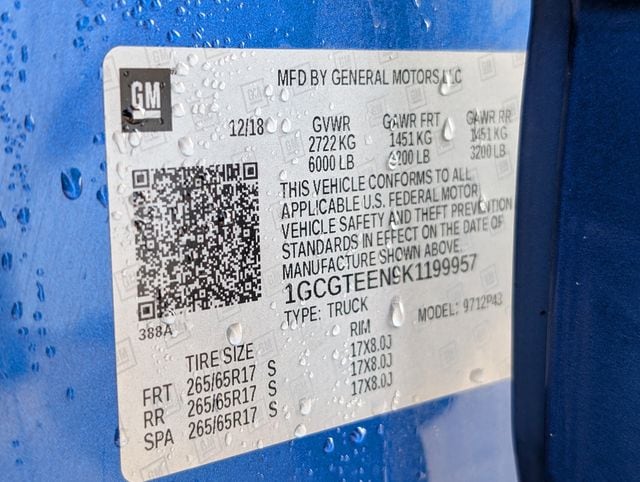 GM
MFD BY GENERAL MOTORS LLC
12/18 GVWR GAWR FRT GAWR RR
2722 KG 1451 KG 1451 KG
6000 LB 3200 LB 3200 LB
THIS VEHICLE CONFORMS TO ALL
APPLICABLE U.S. FEDERAL MOTOR
VEHICLE SAFETY AND THEFT PREVENTION
STANDARDS IN EFFECT ON THE DATE OF
MANUFACTURE SHOWN ABOVE.
1GCGTEEN9K1199957
388A TYPE: TRUCK MODEL: 9712P43
TIRE SIZE RIM
FRT 265/65R17 S 17X8.0J
RR 265/65R17 S 17X8.0J
SPA 265/65R17 S 17X8.0J